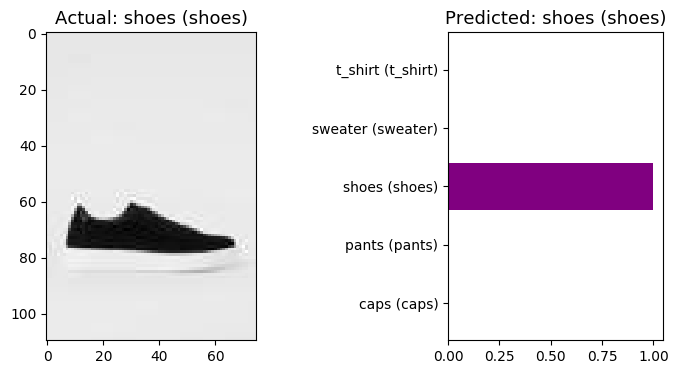 Actual: shoes (shoes)
0
20
40
60
80
100
0 20 40 60
Predicted: shoes (shoes)
t_shirt (t_shirt)
sweater (sweater)
shoes (shoes)
pants (pants)
caps (caps)
0.00 0.25 0.50 0.75 1.00